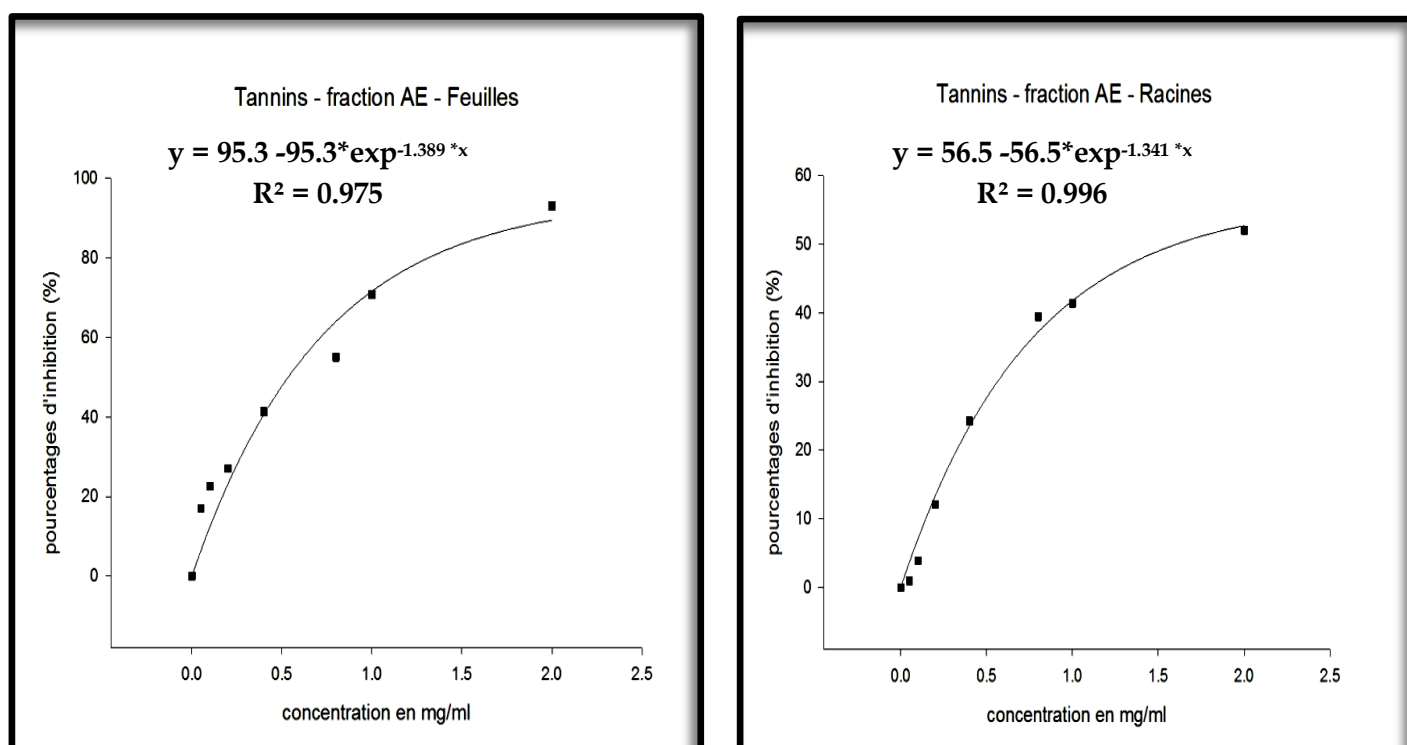 Tannins - fraction AE - Feuilles
y = 95.3 -95.3*exp-1.389 *x
R² = 0.975
100
80
60
40
20
0
pourcentages d'inhibition (%)
0.0 0.5 1.0 1.5 2.0 2.5
concentration en mg/ml
Tannins - fraction AE - Racines
y = 56.5 -56.5*exp-1.341 *x
R² = 0.996
60
50
40
30
20
10
0
pourcentages d'inhibition (%)
0.0 0.5 1.0 1.5 2.0 2.5
concentration en mg/ml